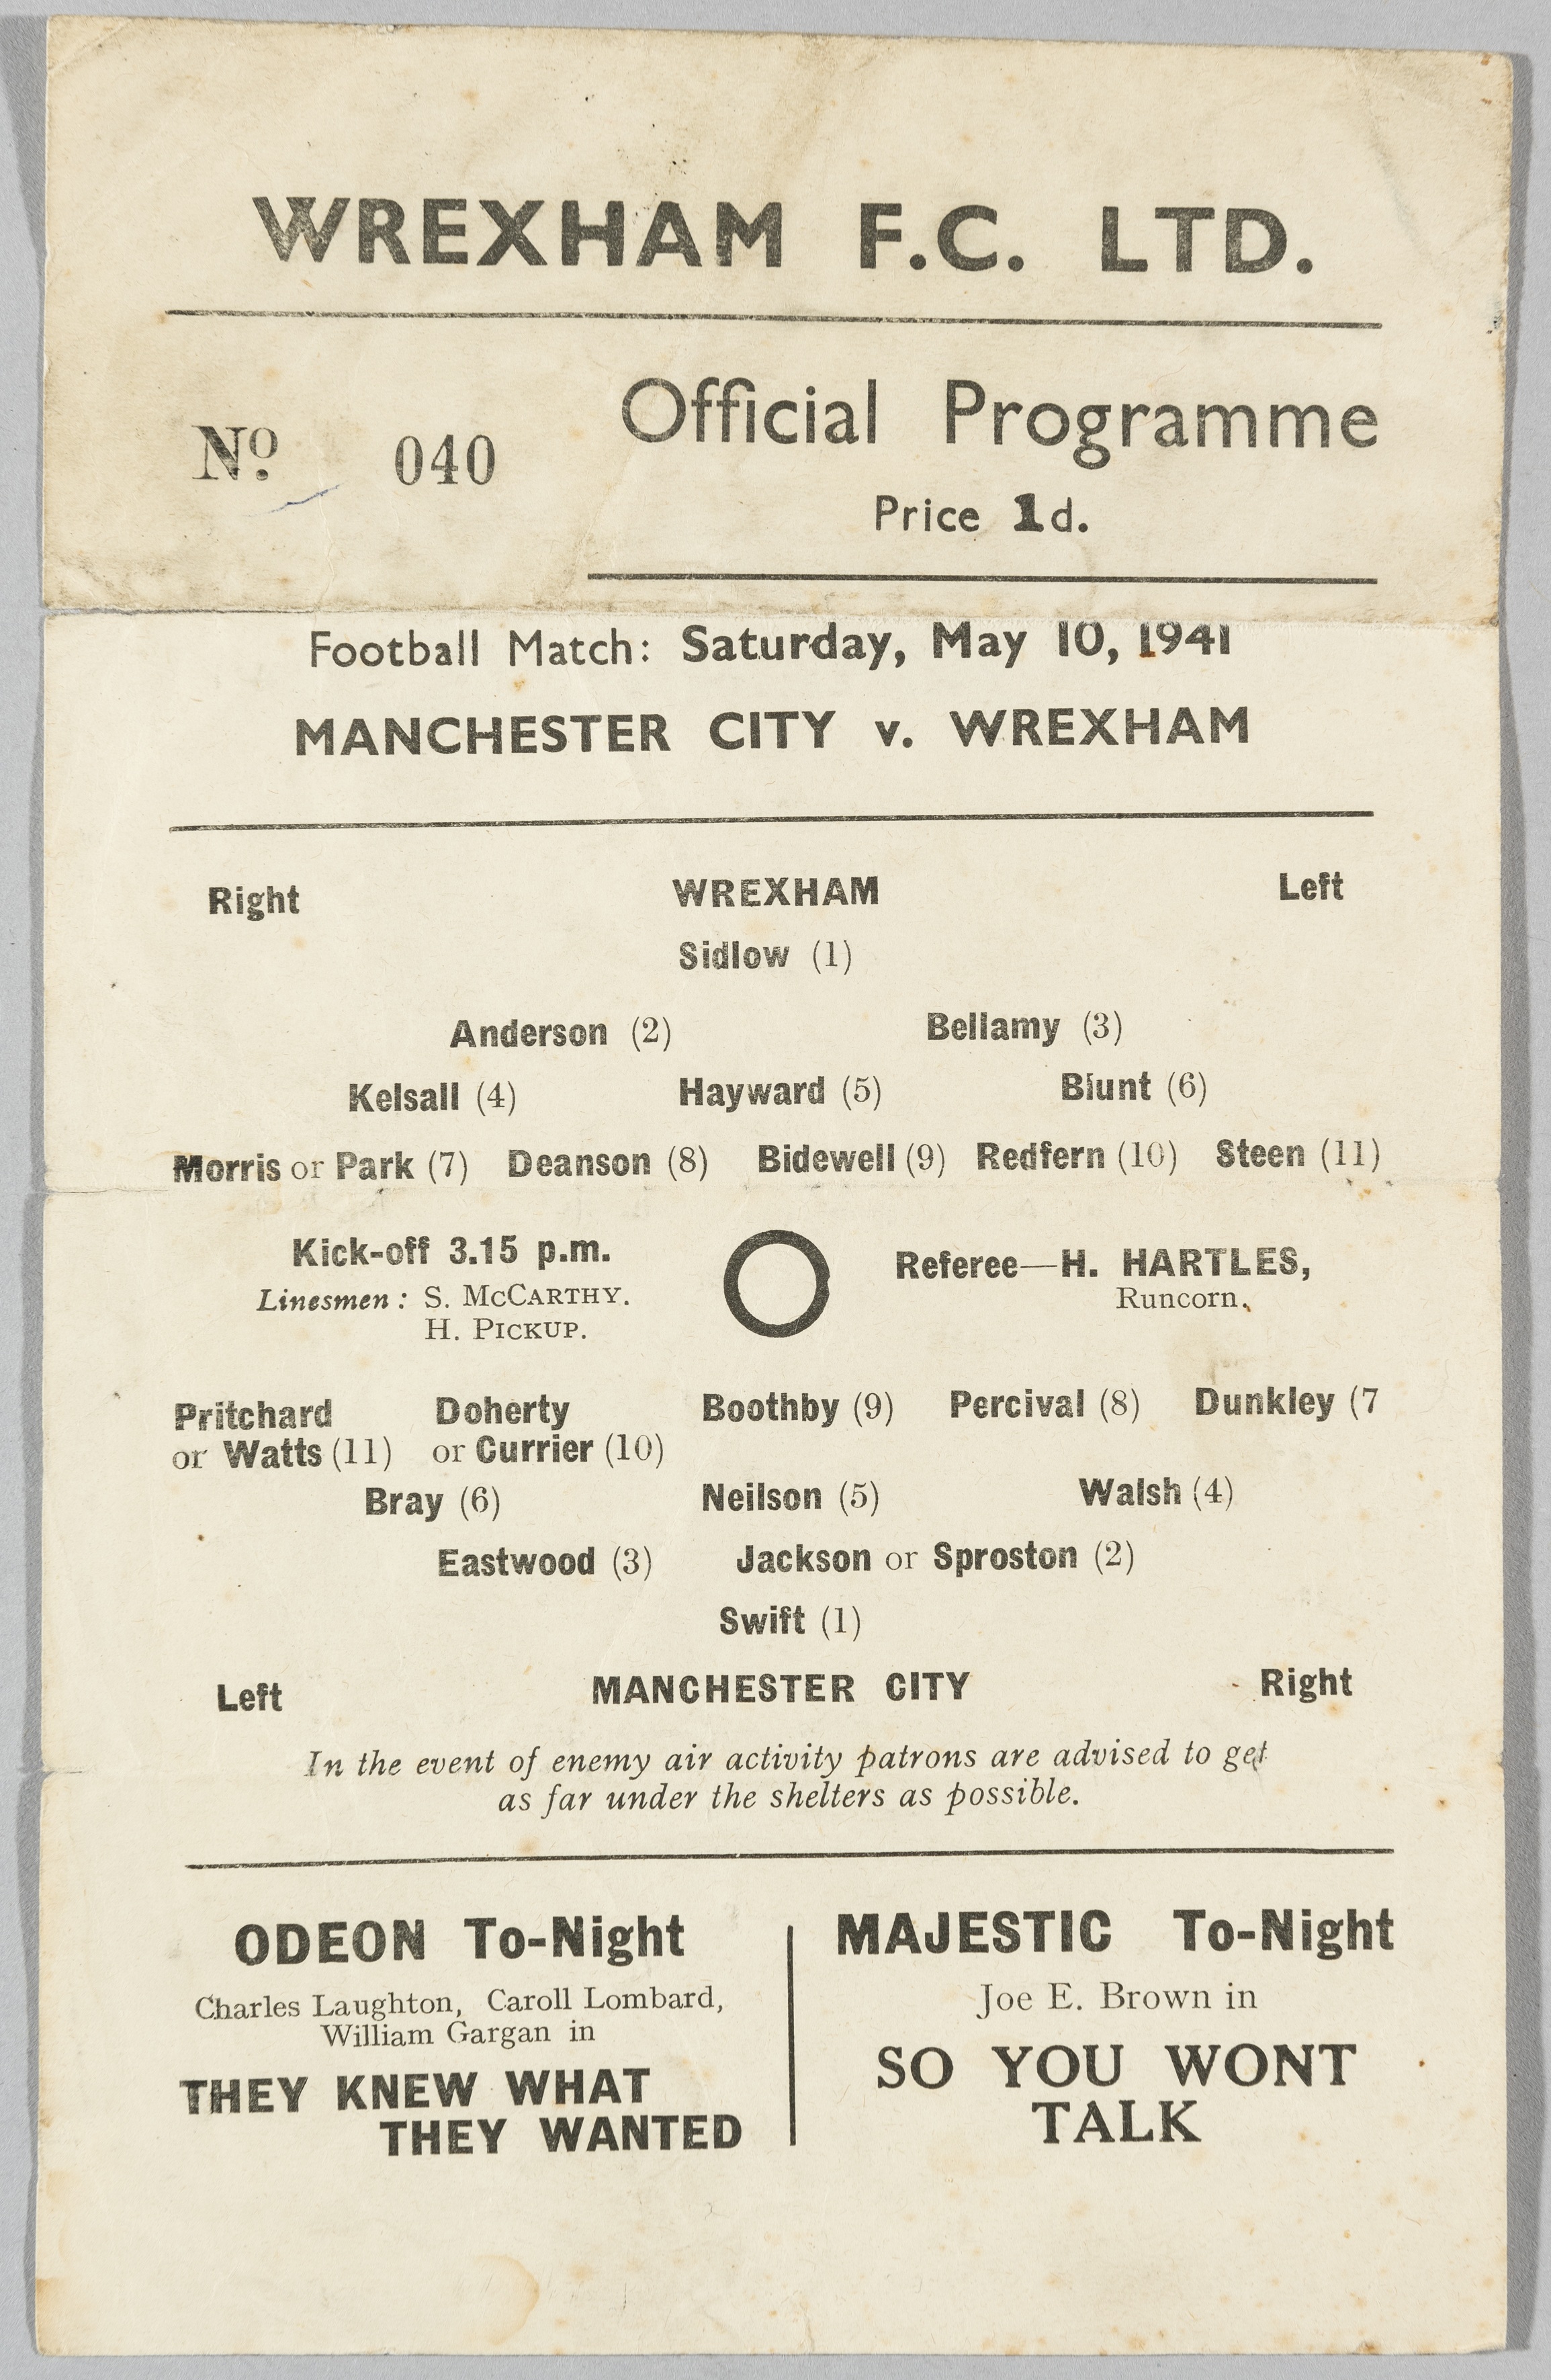 WREXHAM F.C. LTD.
No. 040
Official Programme
Price 1d.
Football Match: Saturday, May 10, 1941
MANCHESTER CITY v. WREXHAM
Right WREXHAM Left
Sidlow (1)
Anderson (2) Bellamy (3)
Kelsall (4) Hayward (5) Blunt (6)
Morris or Park (7) Deanson (8) Bidewell (9) Redfern (10) Steen (11)
Kick-off 3.15 p.m.
Linesmen: S. McCARTHY.
H. PICKUP.
Referee—H. HARTLES,
Runcorn.
Pritchard Doherty Boothby (9) Percival (8) Dunkley (7
or Watts (11) or Currier (10)
Bray (6) Neilson (5) Walsh (4)
Eastwood (3) Jackson or Sproston (2)
Swift (1)
Left MANCHESTER CITY Right
In the event of enemy air activity patrons are advised to get
as far under the shelters as possible.
ODEON To-Night
Charles Laughton, Caroll Lombard,
William Gargan in
THEY KNEW WHAT
THEY WANTED
MAJESTIC To-Night
Joe E. Brown in
SO YOU WONT
TALK